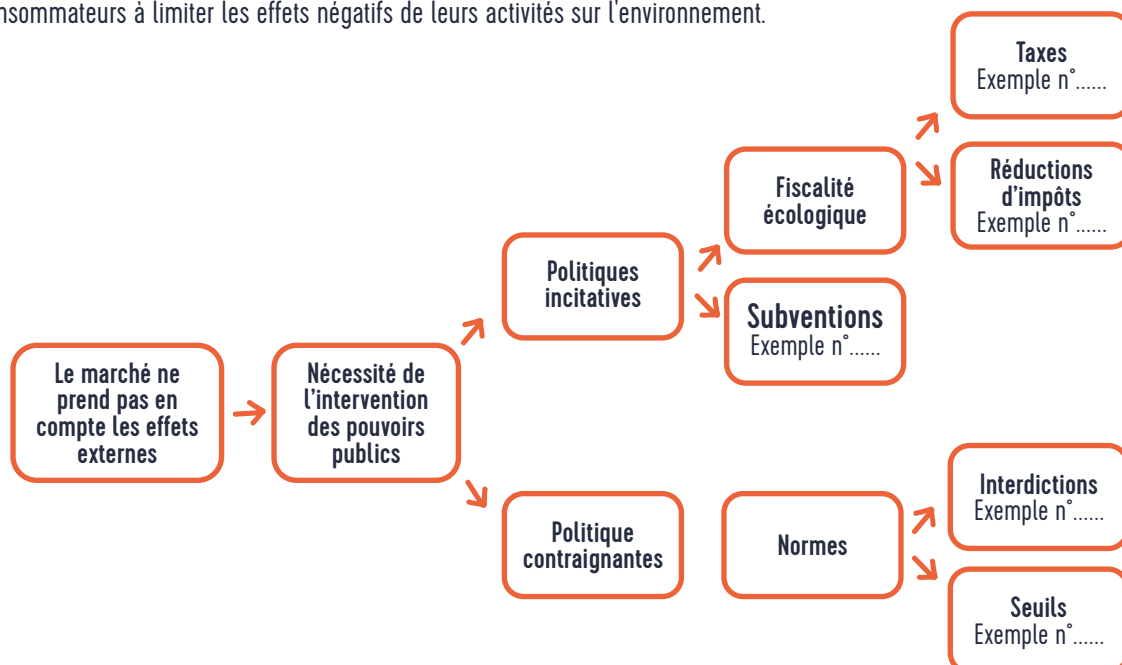 nsommateurs à limiter les effets négatifs de leurs activités sur l'environnement.
Taxes
Exemple n°......
Réductions
d'impôts
Exemple n°......
Fiscalité
écologique
Politiques
incitatives
Subventions
Exemple n°......
Le marché ne
prend pas en
compte les effets
externes
Nécessité de
l'intervention
des pouvoirs
publics
Politique
contraignantes
Normes
Interdictions
Exemple n°......
Seuils
Exemple n°......